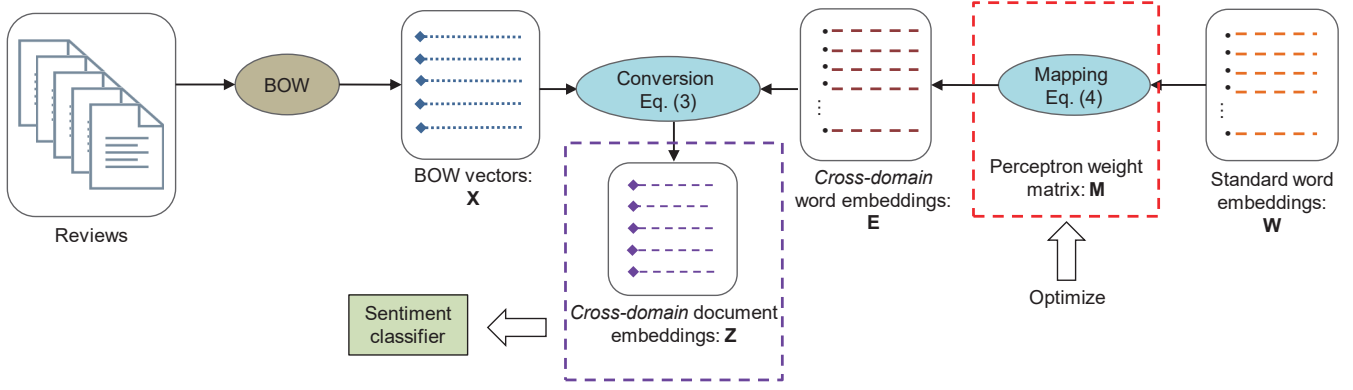 Reviews
BOW
BOW vectors:
X
Conversion
Eq. (3)
Cross-domain document
embeddings: Z
Sentiment
classifier
Cross-domain
word embeddings:
E
Mapping
Eq. (4)
Perceptron weight
matrix: M
Optimize
Standard word
embeddings:
W